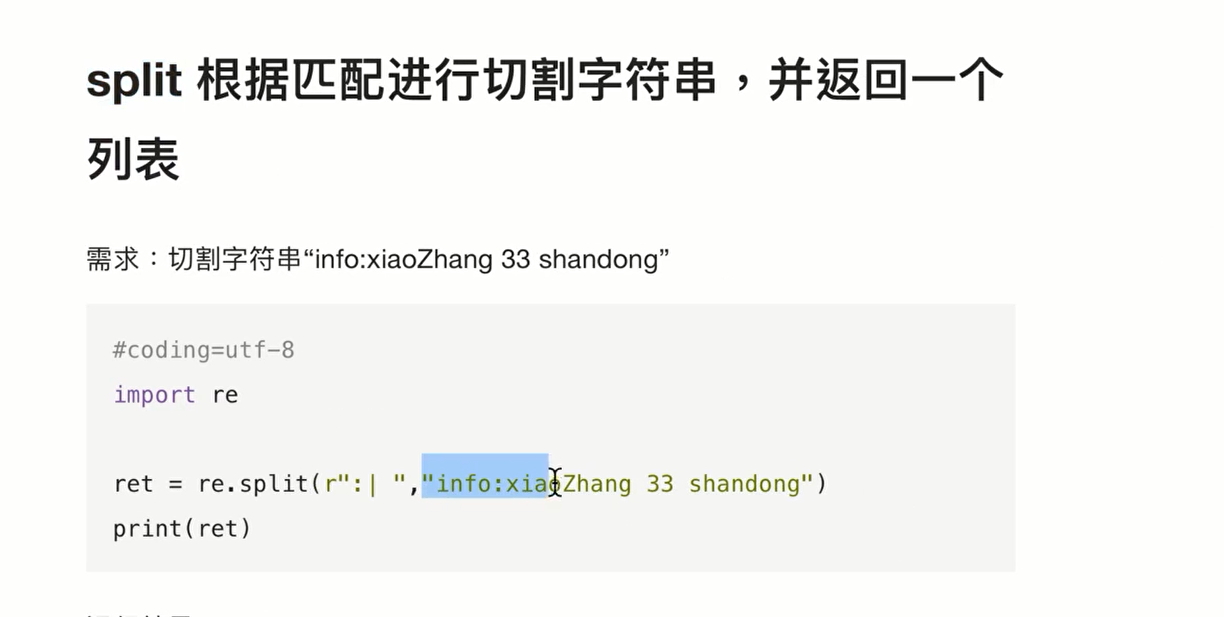 split 根据匹配进行切割字符串，并返回一个
列表
需求：切割字符串“info:xiaoZhang 33 shandong”
#coding=utf-8
import re
ret = re.split(r":| ","info:xiaoZhang 33 shandong")
print(ret)